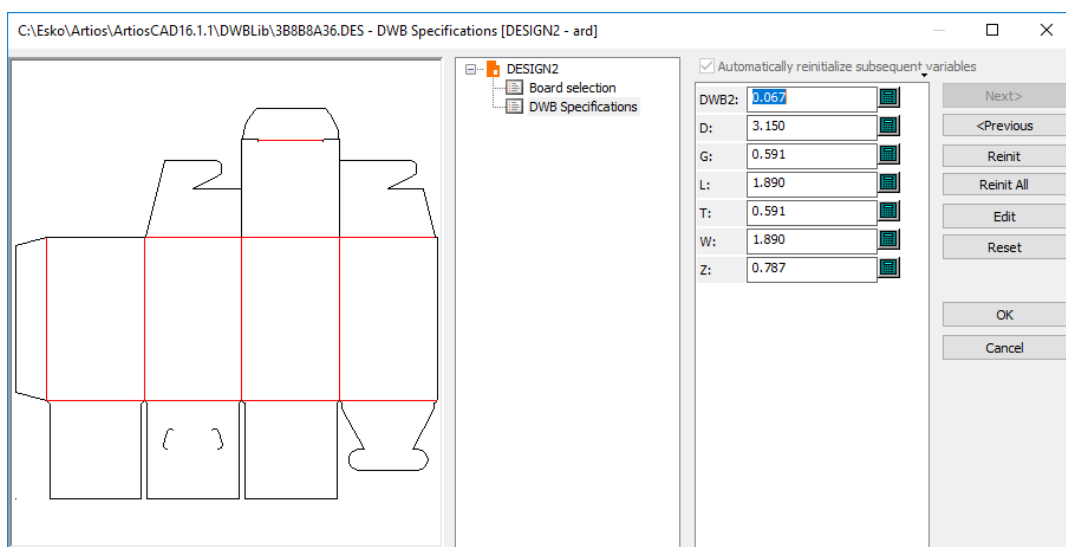 C:\Esko\Artios\ArtiosCAD16.1.1\DWBLib\3B8B8A36.DES - DWB Specifications [DESIGN2 - ard]
DESIGN2
Board selection
DWB Specifications
Automatically reinitialize subsequent variables
DWB2: 0.067
D: 3.150
G: 0.591
L: 1.890
T: 0.591
W: 1.890
Z: 0.787
Next>
<Previous
Reinit
Reinit All
Edit
Reset
OK
Cancel